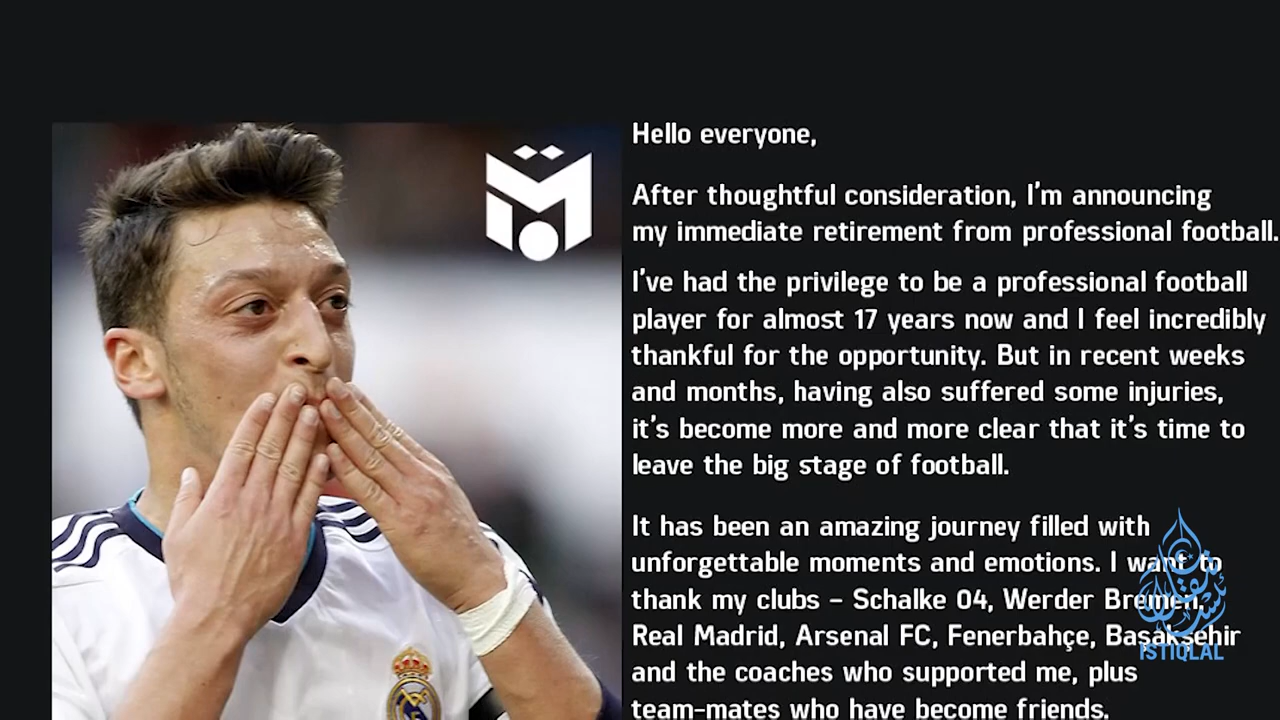 Hello everyone,
After thoughtful consideration, I'm announcing
my immediate retirement from professional football.
I've had the privilege to be a professional football
player for almost 17 years now and I feel incredibly
thankful for the opportunity. But in recent weeks
and months, having also suffered some injuries,
it's become more and more clear that it's time to
leave the big stage of football.
It has been an amazing journey filled with
unforgettable moments and emotions. I want to
thank my clubs – Schalke 04, Werder Bremen,
Real Madrid, Arsenal FC, Fenerbahçe, Başakşehir
and the coaches who supported me, plus
team-mates who have become friends.
ISTIQLAL